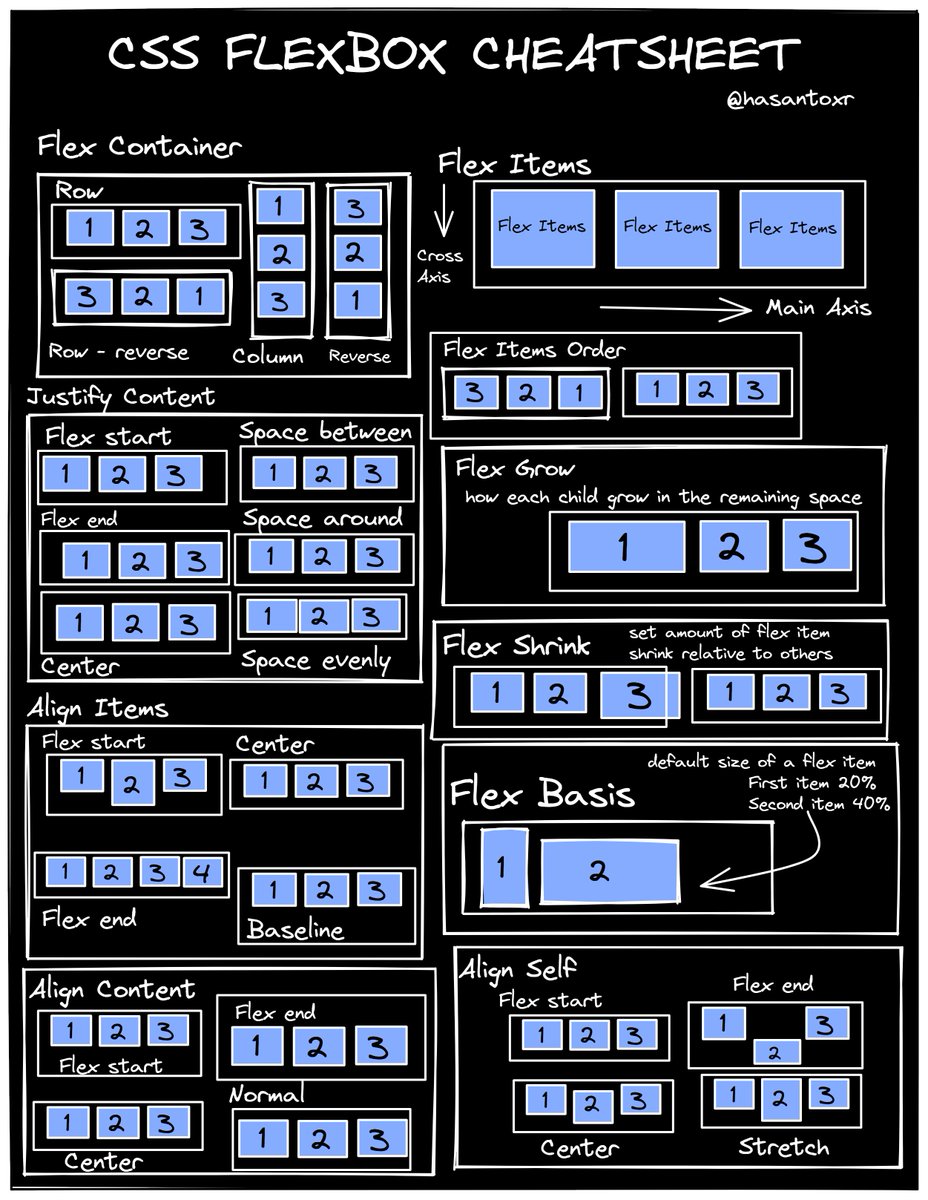 CSS FLEXBOX CHEATSHEET
@hasantoxr
Flex Container
Row
1 2 3
3 2 1
Row - reverse
1
2
3
Column
3
2
1
Reverse
Flex Items
Cross
Axis
Flex Items Flex Items Flex Items
Main Axis
Flex Items Order
3 2 1
1 2 3
Justify Content
Flex start
1 2 3
Space between
1 2 3
Flex end
1 2 3
Space around
1 2 3
1 2 3
Center
1 2 3
Space evenly
Flex Grow
how each child grow in the remaining space
1 2 3
Flex Shrink
set amount of flex item
shrink relative to others
1 2 3
1 2 3
Align Items
Flex start
1 2 3
Center
1 2 3
1 2 3 4
Flex end
1 2 3
Baseline
Flex Basis
default size of a flex item
First item 20%
Second item 40%
1 2
Align Content
1 2 3
Flex start
Flex end
1 2 3
1 2 3
Center
Normal
1 2 3
Align Self
Flex start
1 2 3
Flex end
1 2 3
1 2 3
Center
1 2 3
Stretch